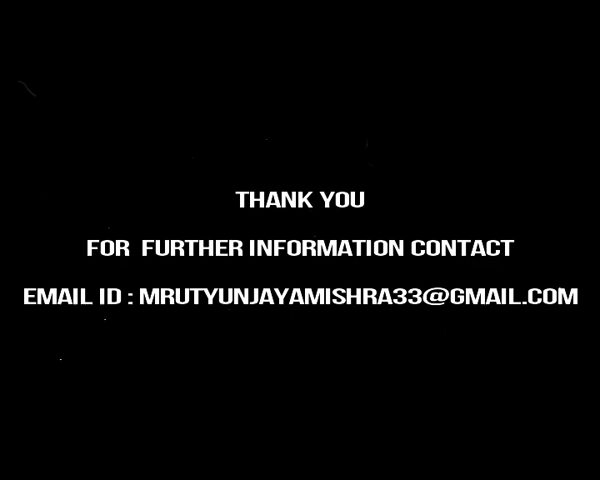 THANK YOU
FOR FURTHER INFORMATION CONTACT
EMAIL ID : MRUTYUNJAYAMISHRA33@GMAIL.COM